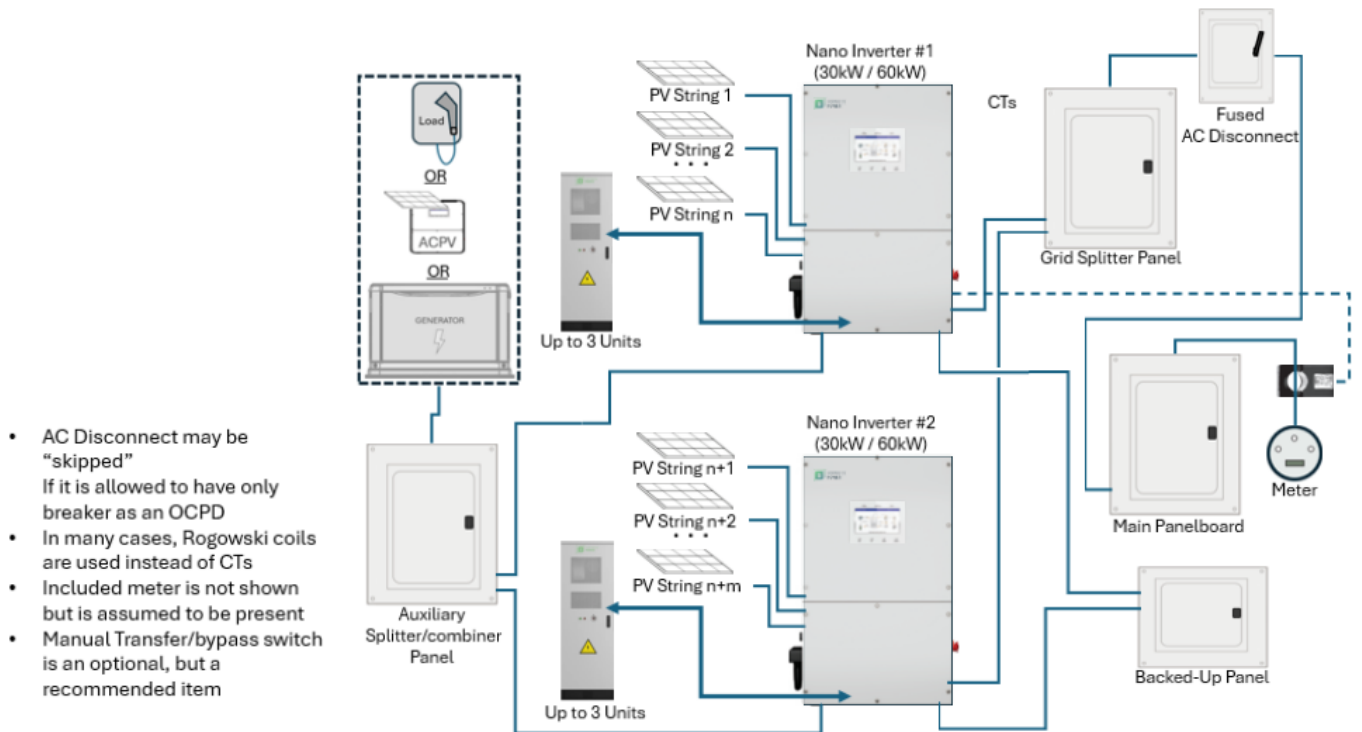 Nano Inverter #1
(30kW / 60kW)
PV String 1
PV String 2
. . .
PV String n
CTs
Fused
AC Disconnect
Grid Splitter Panel
Load
OR
ACPV
OR
GENERATOR
Up to 3 Units
Nano Inverter #2
(30kW / 60kW)
PV String n+1
PV String n+2
. . .
PV String n+m
Main Panelboard
Meter
Auxiliary
Splitter/combiner
Panel
Up to 3 Units
Backed-Up Panel
• AC Disconnect may be
“skipped”
If it is allowed to have only
breaker as an OCPD
• In many cases, Rogowski coils
are used instead of CTs
• Included meter is not shown
but is assumed to be present
• Manual Transfer/bypass switch
is an optional, but a
recommended item